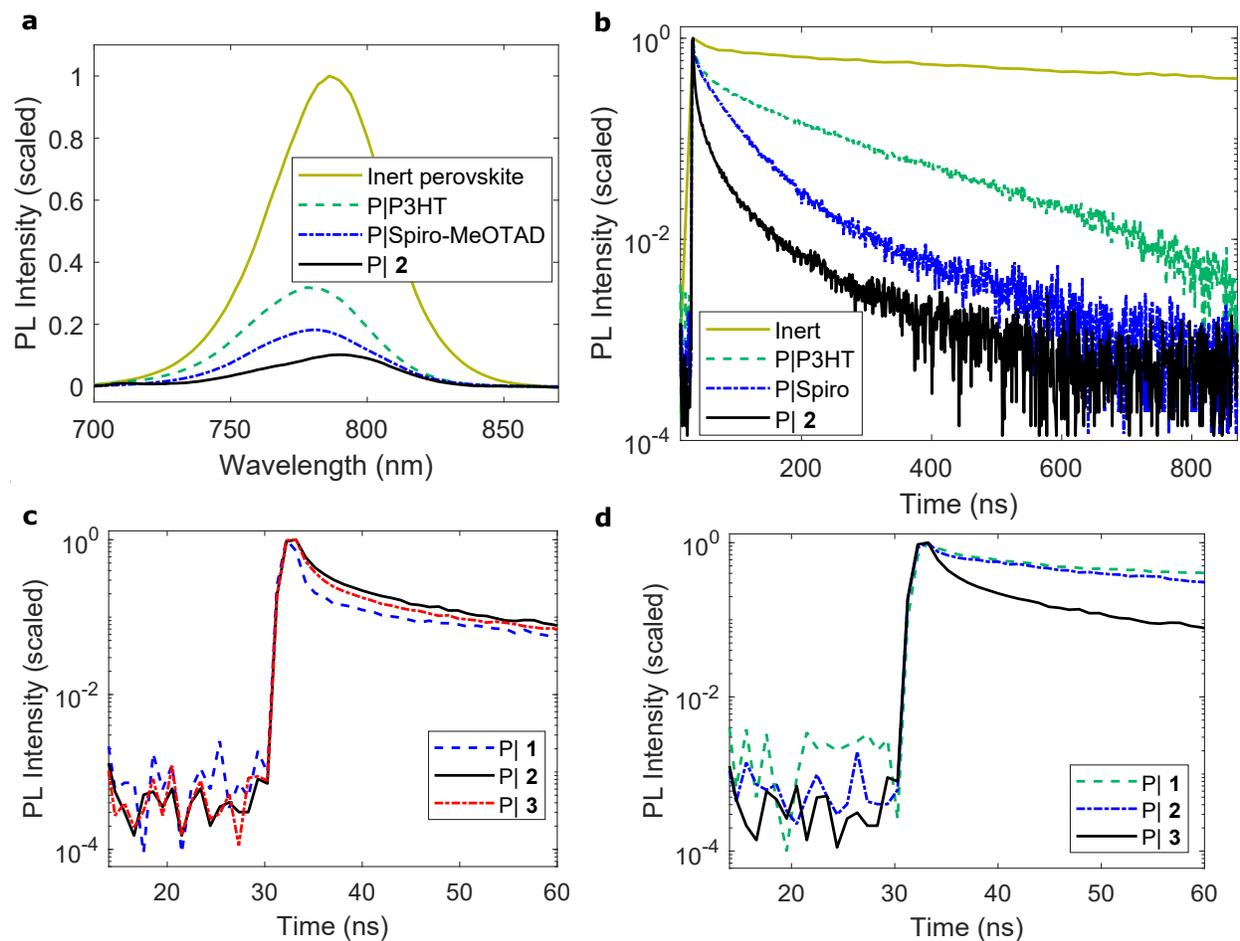 a
PL Intensity (scaled)
1
0.8
0.6
0.4
0.2
0
700
750
800
850
Wavelength (nm)
Inert perovskite
P|P3HT
P|Spiro-MeOTAD
P| 2
b
PL Intensity (scaled)
10^0
10^-2
10^-4
200
400
600
800
Time (ns)
Inert
P|P3HT
P|Spiro
P| 2
c
PL Intensity (scaled)
10^0
10^-2
10^-4
20
30
40
50
60
Time (ns)
P| 1
P| 2
P| 3
d
PL Intensity (scaled)
10^0
10^-2
10^-4
20
30
40
50
60
Time (ns)
P| 1
P| 2
P| 3